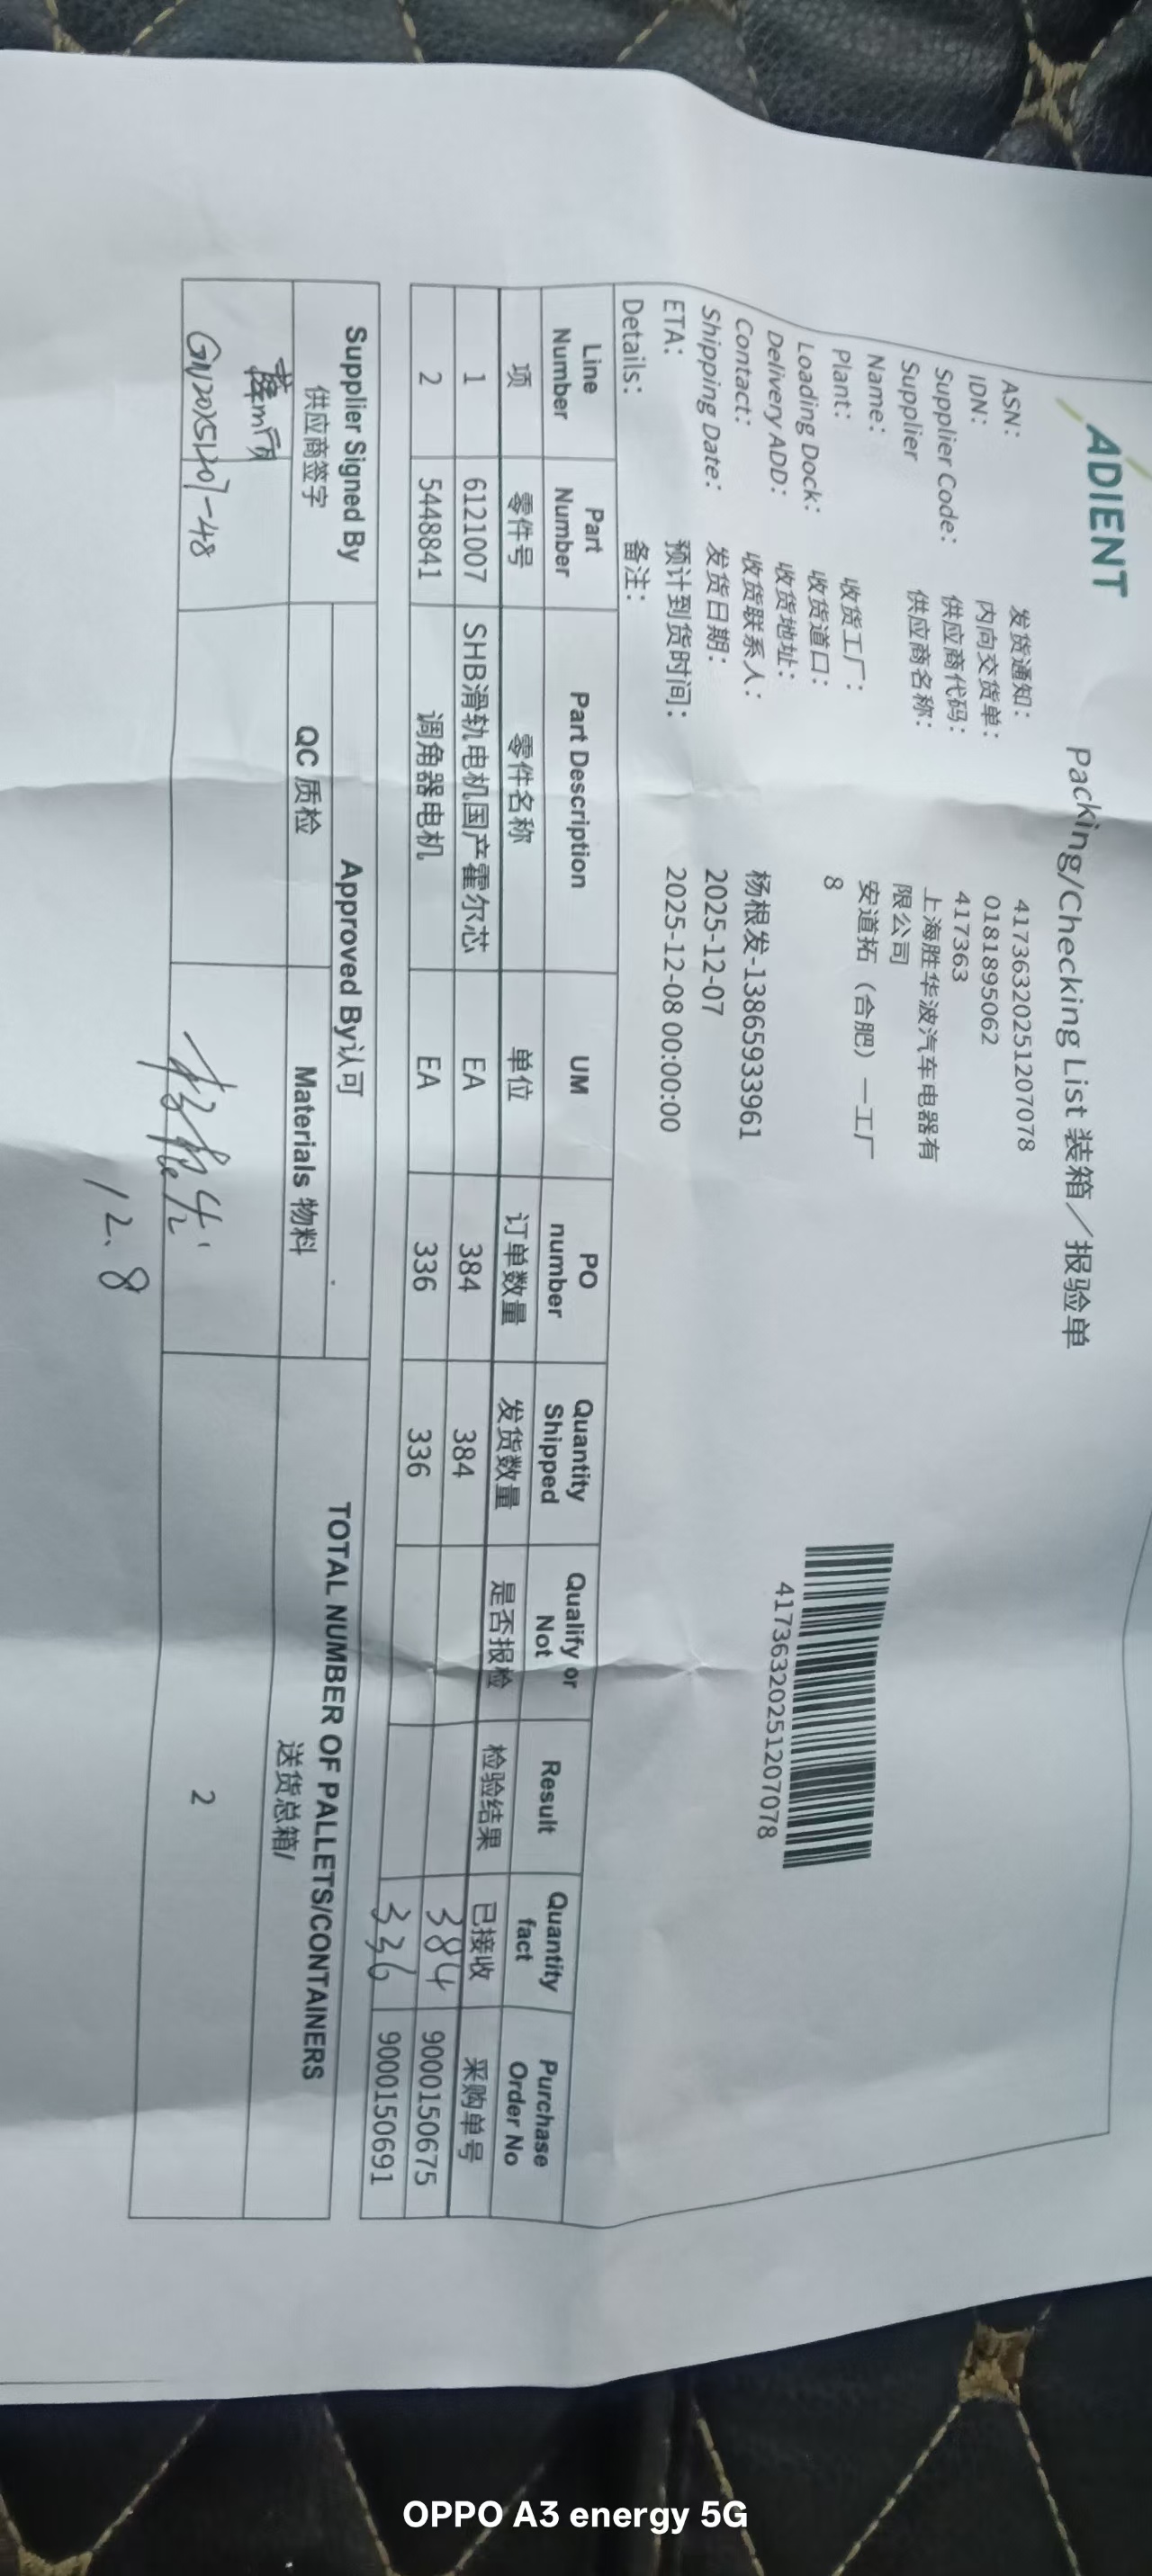 ADIENT
Packing/Checking List 装箱／报验单
ASN: 发货通知: 41736320251207078
IDN: 内向交货单: 0181895062
Supplier Code: 供应商代码: 417363
Supplier Name: 供应商名称: 上海胜华波汽车电器有
限公司
Plant: 收货工厂: 安道拓（合肥）一工厂
Loading Dock: 收货道口: 8
Delivery ADD: 收货地址:
Contact: 收货联系人: 杨根发-13865933961
Shipping Date: 发货日期: 2025-12-07
ETA: 预计到货时间: 2025-12-08 00:00:00
Details: 备注:
41736320251207078
Line Number Part Number Part Description UM PO number Quantity Shipped Qualify or Not Result Quantity fact Purchase Order No
项 零件号 零件名称 单位 订单数量 发货数量 是否报检 检验结果 已接收 采购单号
1 6121007 SHB滑轨电机国产霍尔芯 EA 384 384 384 9000150675
2 5448841 调角器电机 EA 336 336 336 9000150691
Supplier Signed By Approved By认可 TOTAL NUMBER OF PALLETS/CONTAINERS
供应商签字 QC 质检 Materials 物料 送货总箱/
GN20251207-48 2
12.8
OPPO A3 energy 5G